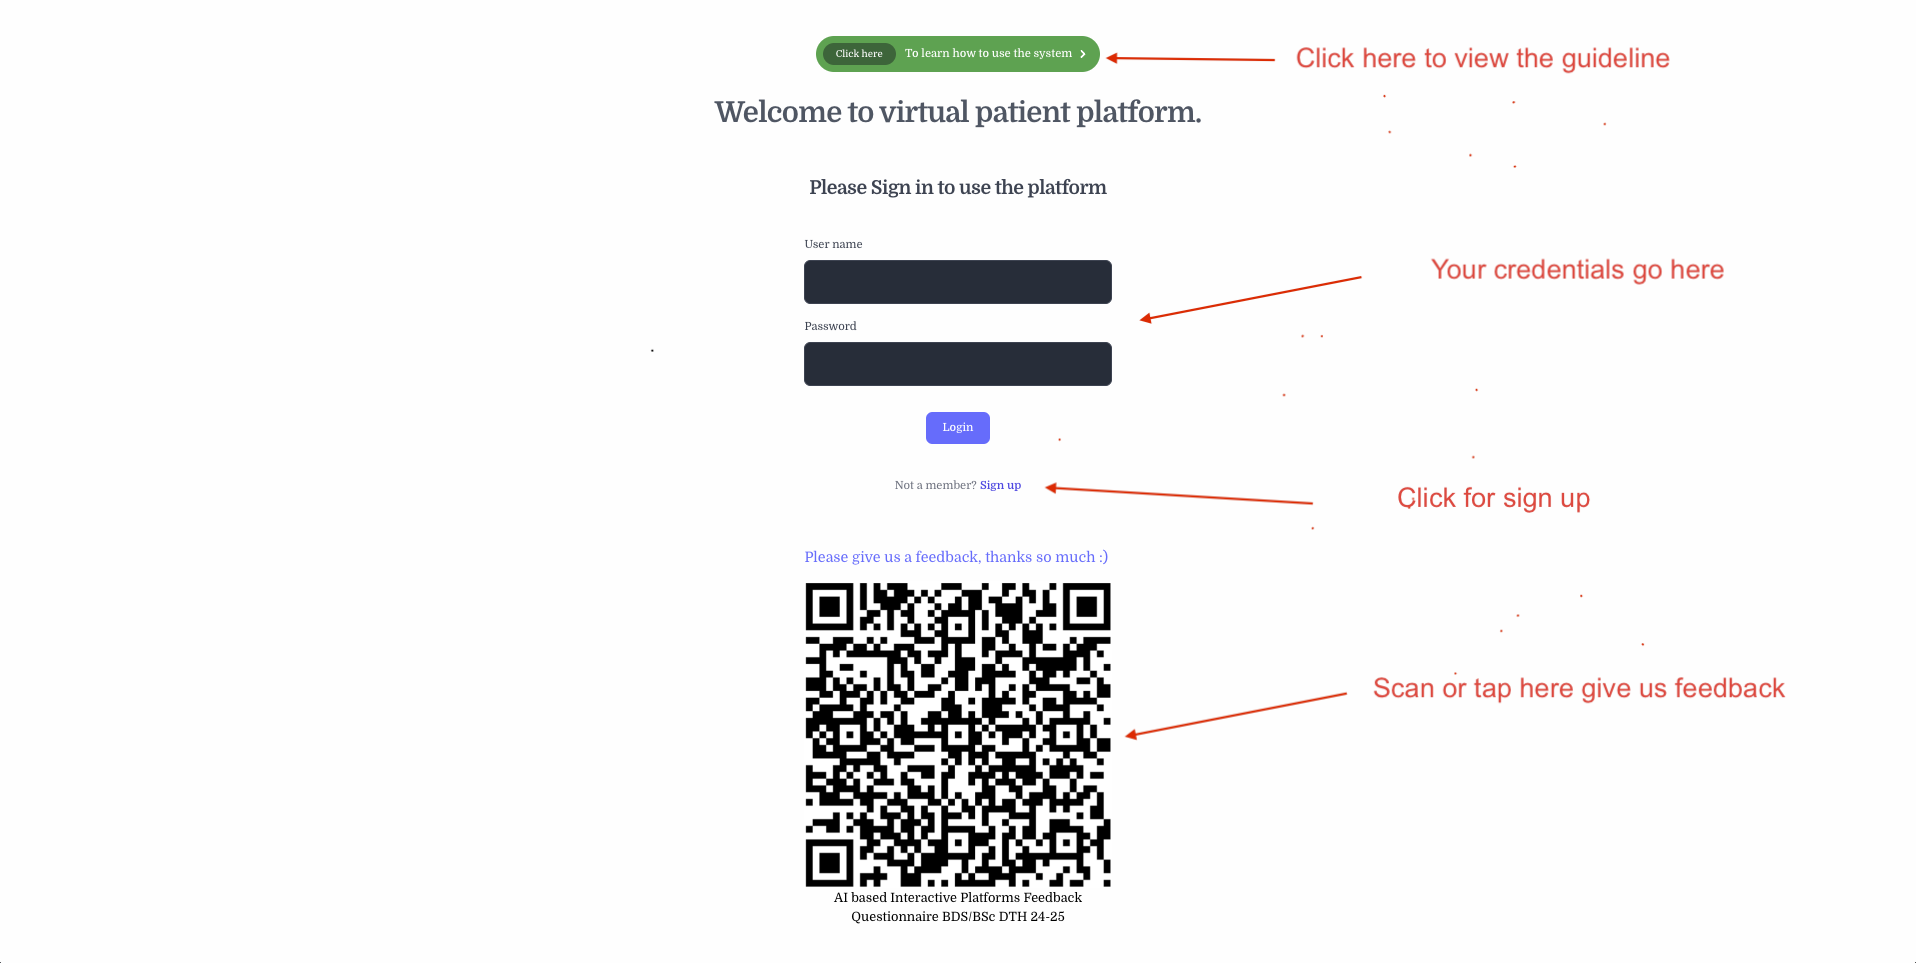 Click here To learn how to use the system
Click here to view the guideline
Welcome to virtual patient platform.
Please Sign in to use the platform
User name
Your credentials go here
Password
Login
Not a member? Sign up
Click for sign up
Please give us a feedback, thanks so much :)
Scan or tap here give us feedback
AI based Interactive Platforms Feedback
Questionnaire BDS/BSc DTH 24-25